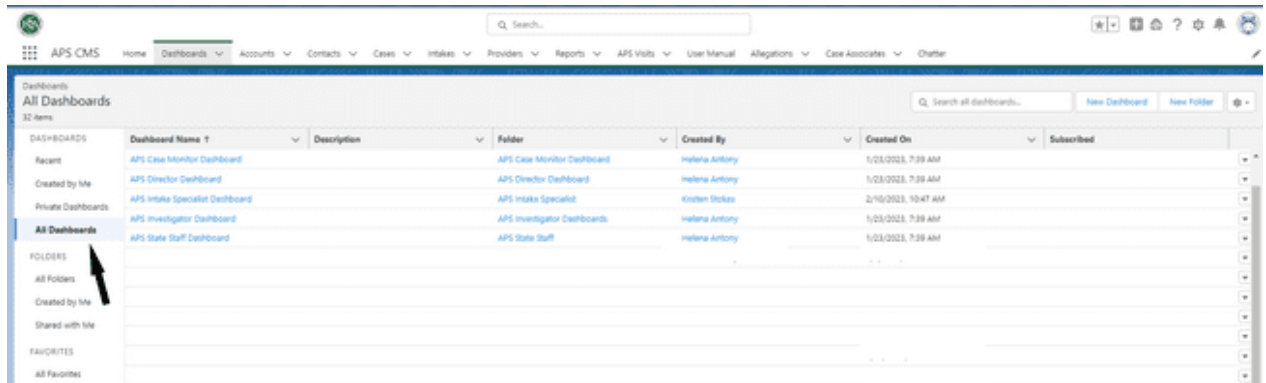 Search...
APS CMS Home Dashboards Accounts Contacts Cases Intakes Providers Reports APS Visits User Manual Allegations Case Associates Chatter
Dashboards
All Dashboards
32 items
Search all dashboards... New Dashboard New Folder
DASHBOARDS Dashboard Name ↑ Description Folder Created By Created On Subscribed
Recent APS Case Monitor Dashboard APS Case Monitor Dashboard Helena Antony 1/23/2023, 7:39 AM
Created by Me APS Director Dashboard APS Director Dashboard Helena Antony 1/23/2023, 7:39 AM
Private Dashboards APS Intake Specialist Dashboard APS Intake Specialist Kristen Stokes 2/10/2023, 10:47 AM
All Dashboards APS Investigator Dashboard APS Investigator Dashboards Helena Antony 1/23/2023, 7:39 AM
APS State Staff Dashboard APS State Staff Helena Antony 1/23/2023, 7:39 AM
FOLDERS
All Folders
Created by Me
Shared with Me
FAVORITES
All Favorites